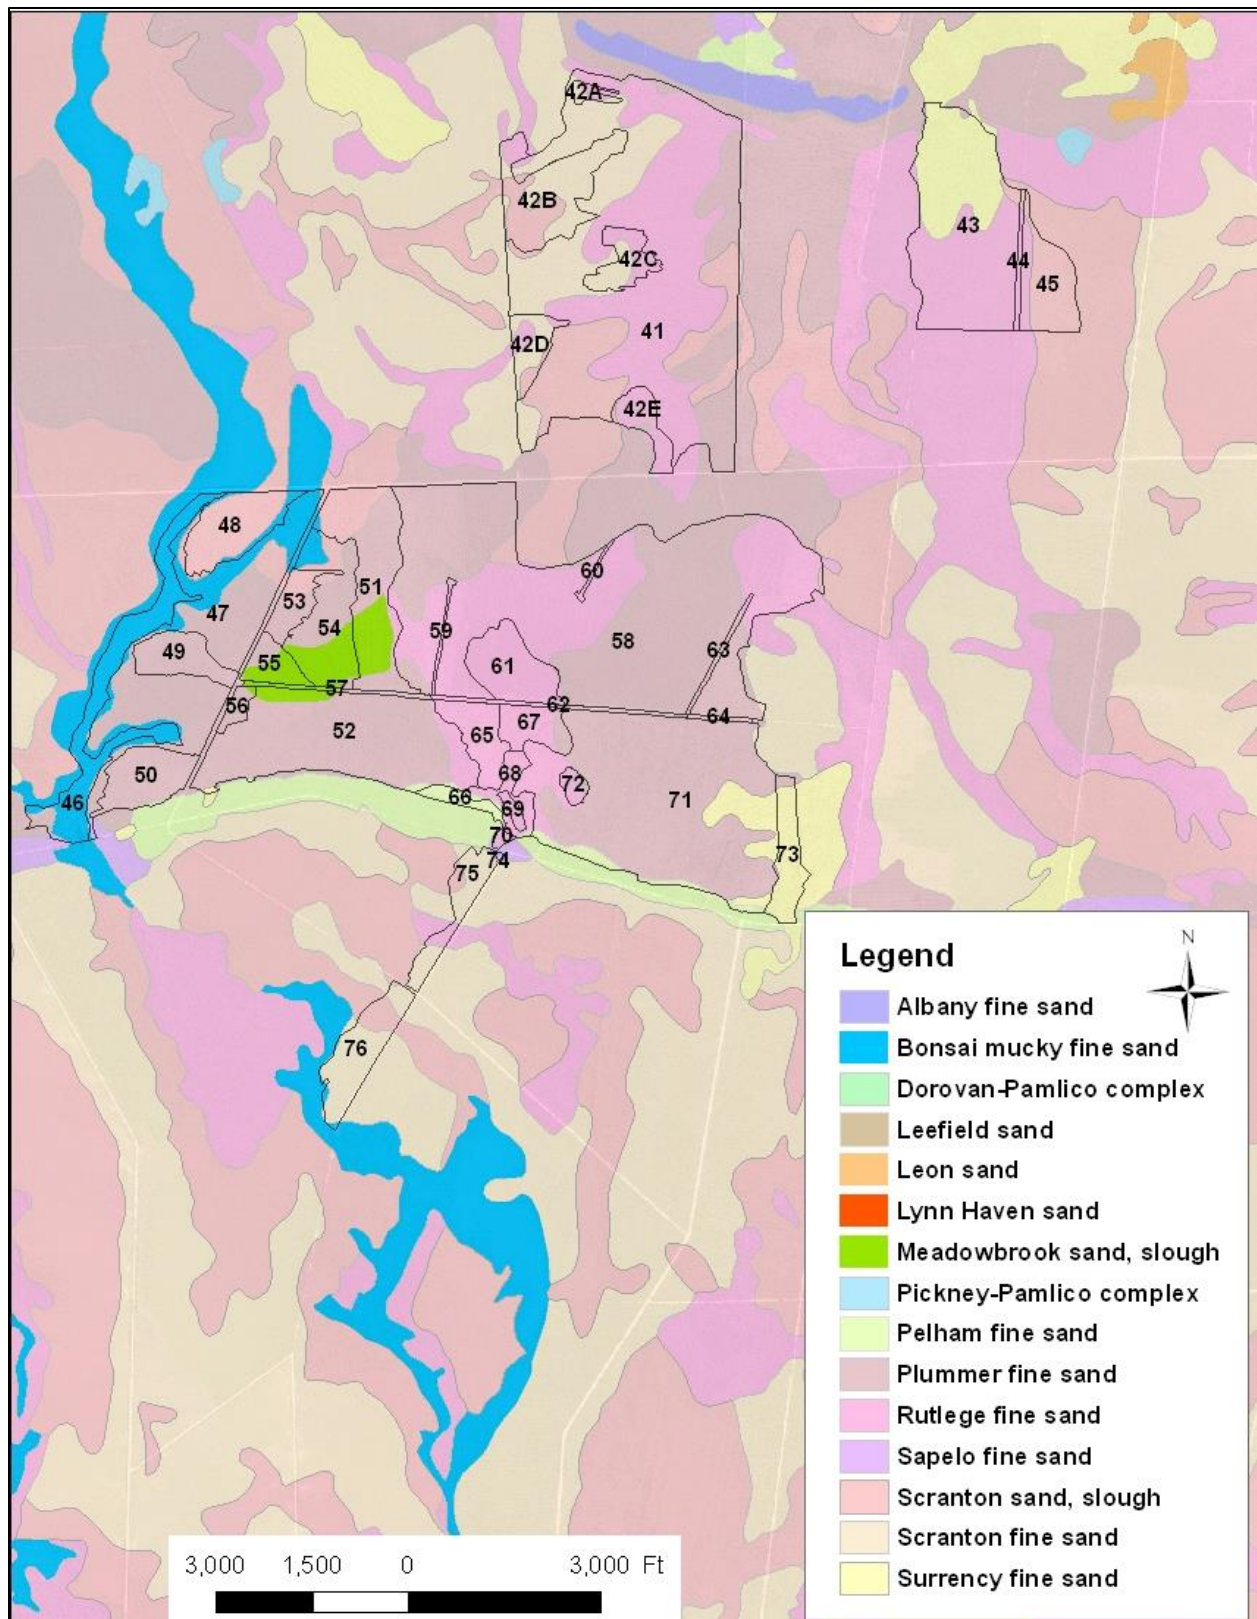 42A
42B
43
42C
44
45
41
42D
42E
48
60
51
53
47
54
59
58
49
55
61
63
57
56
62
64
67
52
65
50
68
72
66
71
46
69
70
73
74
75
76
Legend
N
Albany fine sand
Bonsai mucky fine sand
Dorovan-Pamlico complex
Leefield sand
Leon sand
Lynn Haven sand
Meadowbrook sand, slough
Pickney-Pamlico complex
Pelham fine sand
Plummer fine sand
Rutlege fine sand
Sapelo fine sand
Scranton sand, slough
Scranton fine sand
Surrency fine sand
3,000 1,500 0 3,000 Ft